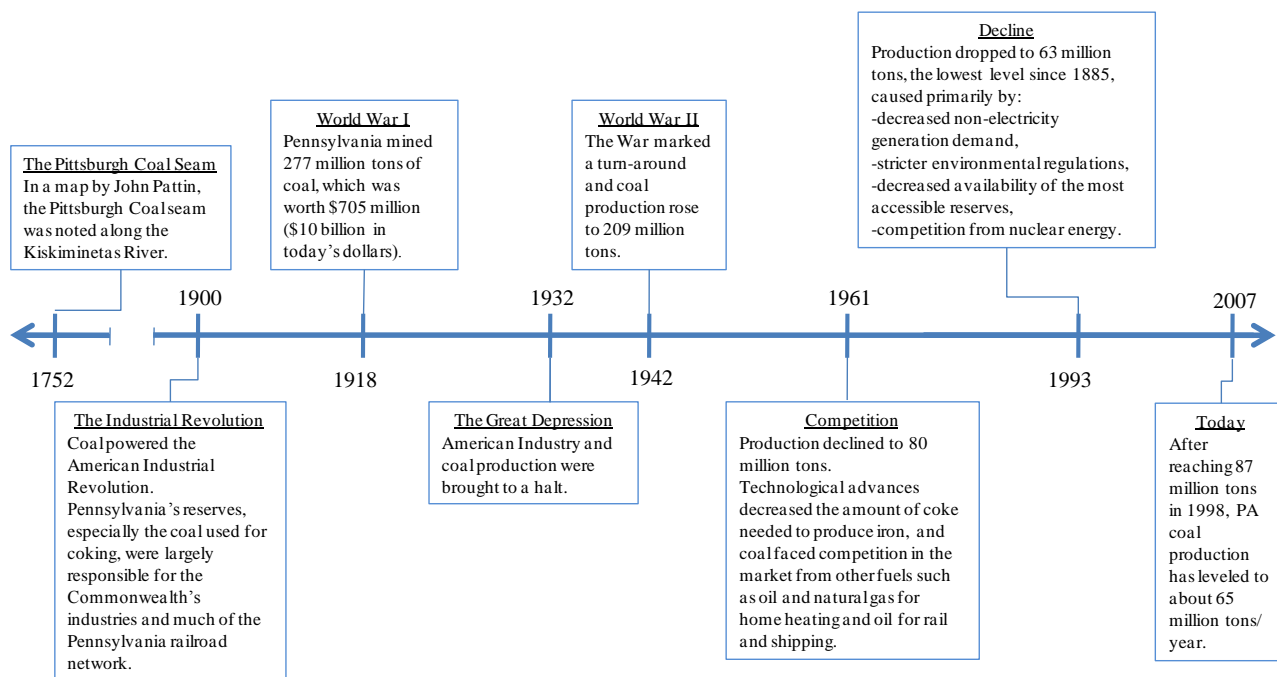 The Pittsburgh Coal Seam
In a map by John Pattin,
the Pittsburgh Coal seam
was noted along the
Kiskiminetas River.
1752
1900
The Industrial Revolution
Coal powered the
American Industrial
Revolution.
Pennsylvania's reserves,
especially the coal used for
coking, were largely
responsible for the
Commonwealth's
industries and much of the
Pennsylvania railroad
network.
World War I
Pennsylvania mined
277 million tons of
coal, which was
worth $705 million
($10 billion in
today's dollars).
1918
1932
The Great Depression
American Industry and
coal production were
brought to a halt.
World War II
The War marked
a turn-around
and coal
production rose
to 209 million
tons.
1942
1961
Competition
Production declined to 80
million tons.
Technological advances
decreased the amount of coke
needed to produce iron, and
coal faced competition in the
market from other fuels such
as oil and natural gas for
home heating and oil for rail
and shipping.
Decline
Production dropped to 63 million
tons, the lowest level since 1885,
caused primarily by:
-decreased non-electricity
generation demand,
-stricter environmental regulations,
-decreased availability of the most
accessible reserves,
-competition from nuclear energy.
1993
2007
Today
After
reaching 87
million tons
in 1998, PA
coal
production
has leveled to
about 65
million tons/
year.